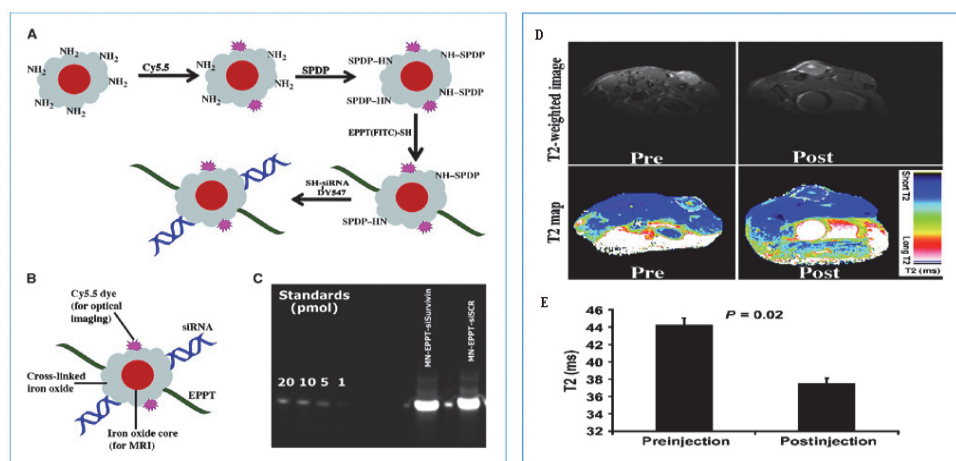 A
NH2
NH2
NH2
NH2
NH2
NH2
NH2
Cy5.5
NH2
NH2
NH2
NH2
NH2
SPDP
SPDP–HN
NH–SPDP
NH–SPDP
SPDP–HN
EPPT(FITC)-SH
NH–SPDP
SPDP–HN
SH-siRNA
DY547
B
Cy5.5 dye
(for optical
imaging)
siRNA
Cross-linked
iron oxide
EPPT
Iron oxide core
(for MRI)
C
Standards
(pmol)
20 10 5 1
MN-EPPT-siSurvivin
MN-EPPT-siSCR
D
T2-weighted image
Pre
Post
T2 map
Pre
Post
Short T2
Long T2
T2 (ms)
E
P = 0.02
T2 (ms)
46
44
42
40
38
36
34
32
Preinjection
Postinjection